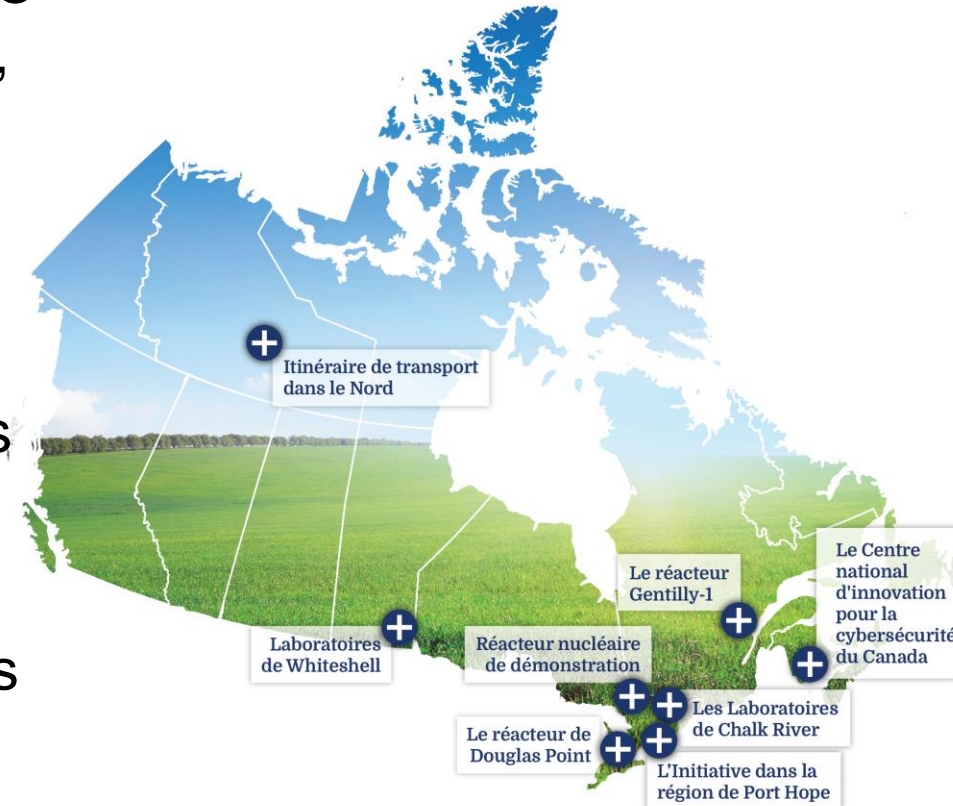 Itinéraire de transport
dans le Nord
Le Centre
national
d'innovation
pour la
cybersécurité
du Canada
Le réacteur
Gentilly-1
Laboratoires
de Whiteshell
Réacteur nucléaire
de démonstration
Les Laboratoires
de Chalk River
Le réacteur de
Douglas Point
L'Initiative dans la
région de Port Hope